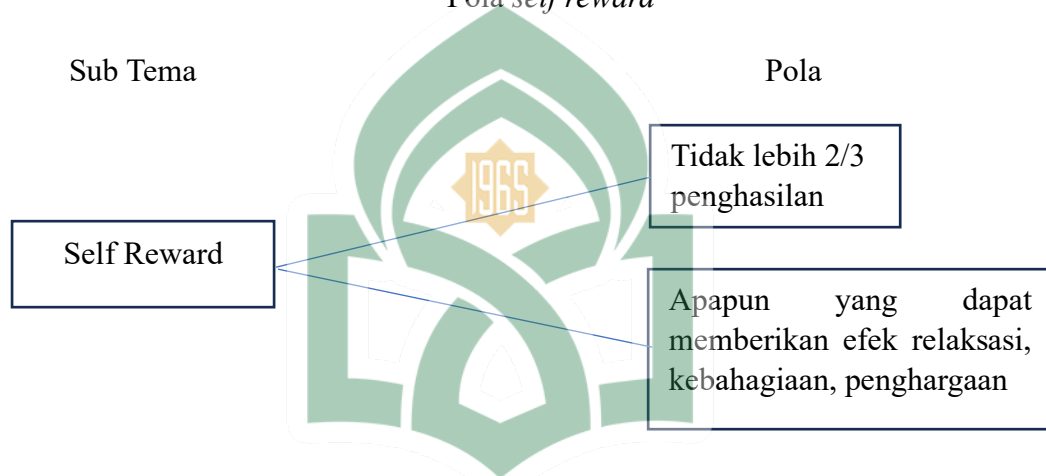 Pola self reward
Sub Tema
Pola
Tidak lebih 2/3
penghasilan
1965
Self Reward
Apapun yang dapat
memberikan efek relaksasi,
kebahagiaan, penghargaan